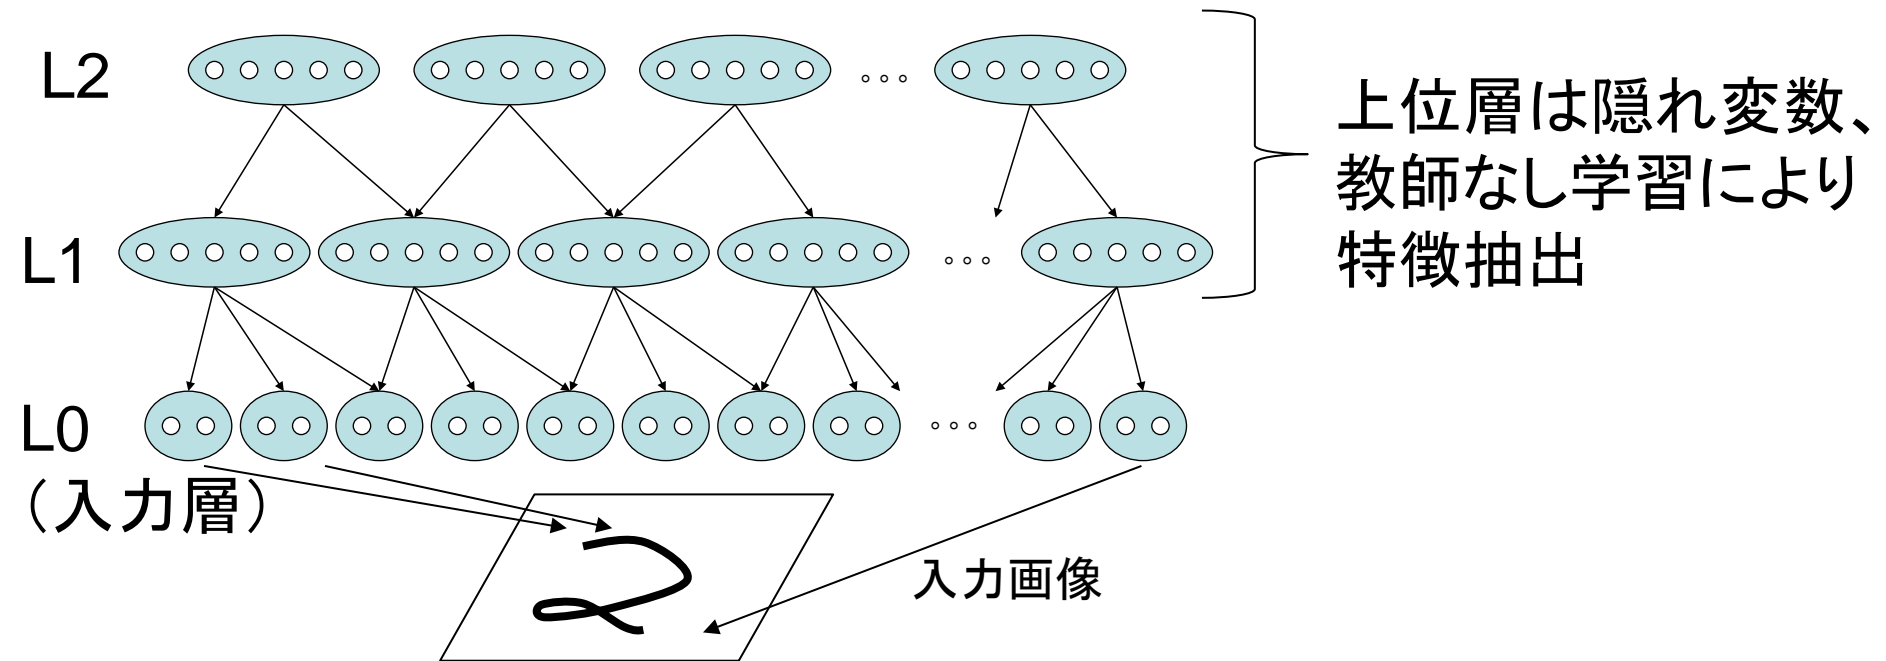 L2
上位層は隠れ変数、
教師なし学習により
特徴抽出
L1
L0
（入力層）
入力画像
2